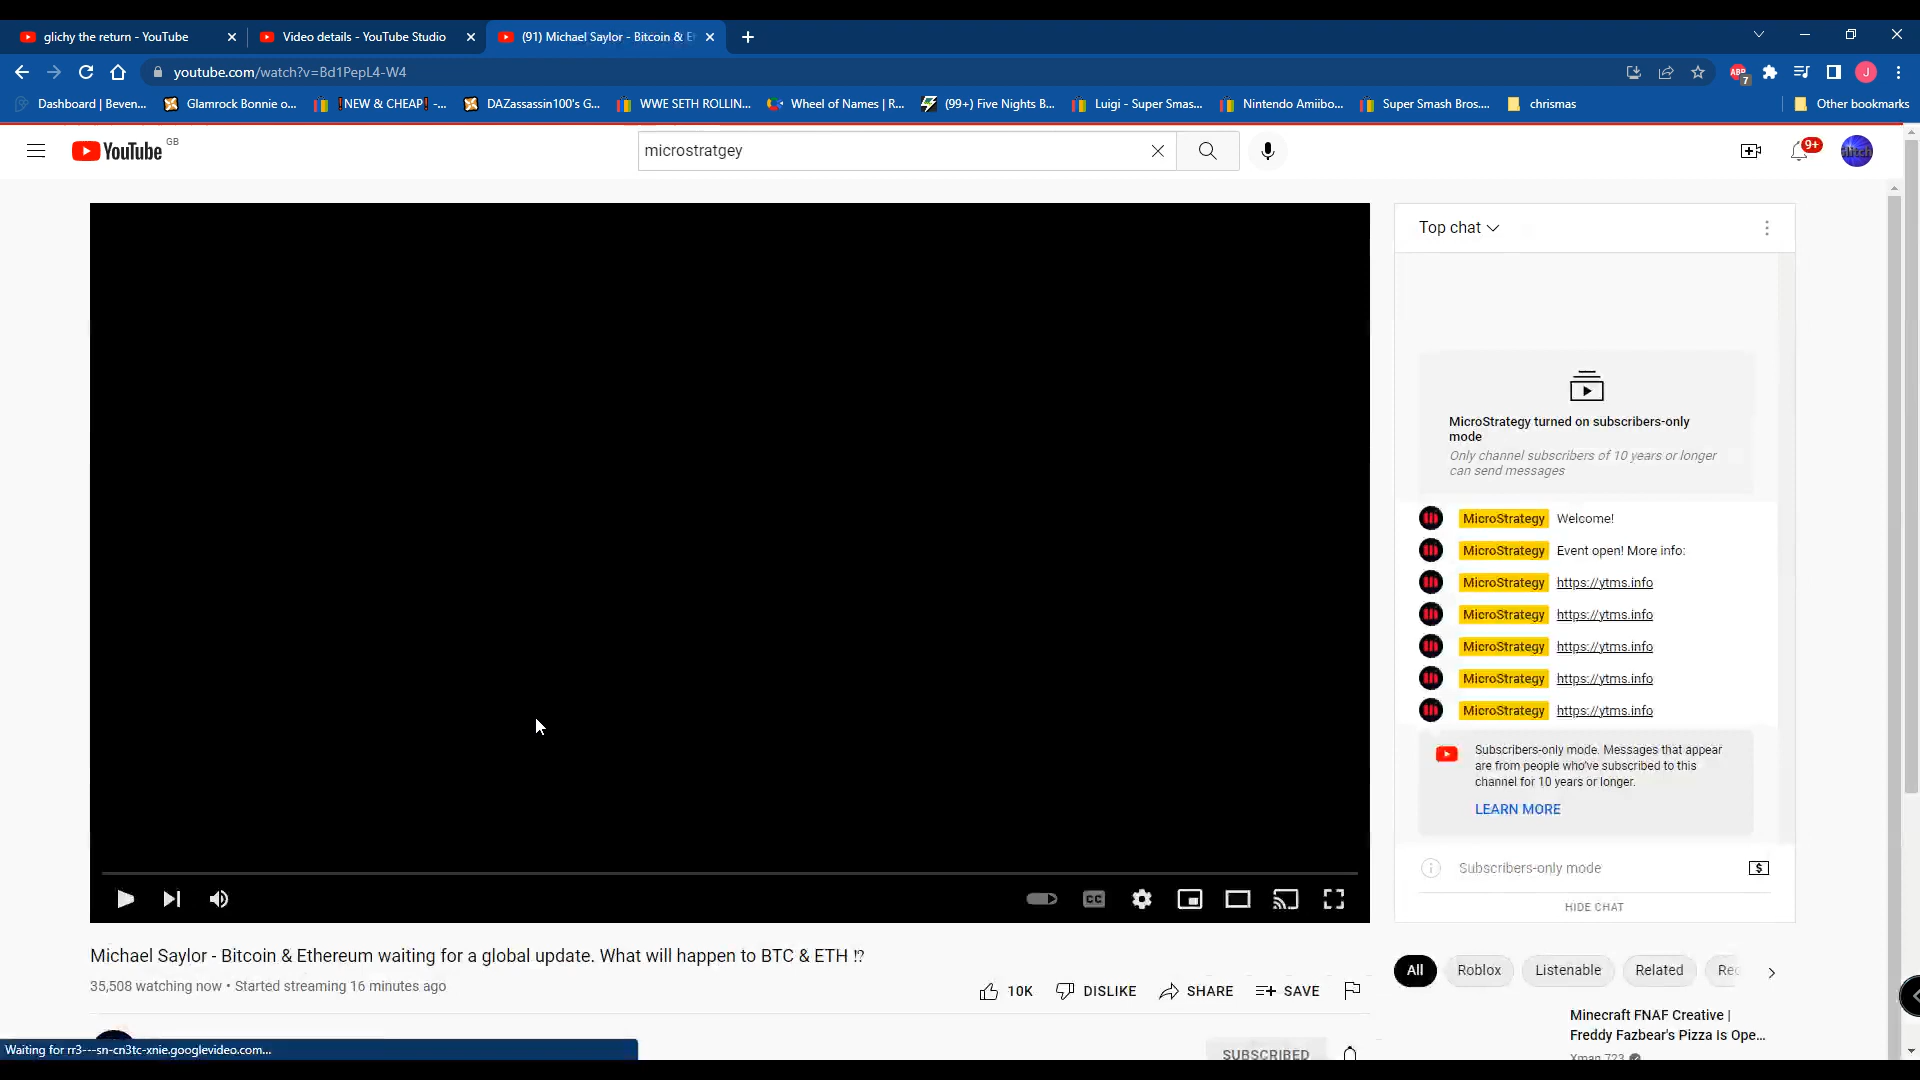 glichy the return - YouTube
Video details - YouTube Studio
(91) Michael Saylor - Bitcoin & E
youtube.com/watch?v=Bd1PepL4-W4
ABP 7
J
Dashboard | Beven...
Glamrock Bonnie o...
❗NEW & CHEAP❗ -...
DAZassassin100's G...
WWE SETH ROLLIN...
Wheel of Names | R...
(99+) Five Nights B...
Luigi - Super Smas...
Nintendo Amiibo...
Super Smash Bros....
chrismas
Other bookmarks
YouTube GB
microstratgey
9+
Glitch
Top chat
MicroStrategy turned on subscribers-only
mode
Only channel subscribers of 10 years or longer
can send messages
MicroStrategy Welcome!
MicroStrategy Event open! More info:
MicroStrategy https://ytms.info
MicroStrategy https://ytms.info
MicroStrategy https://ytms.info
MicroStrategy https://ytms.info
MicroStrategy https://ytms.info
Subscribers-only mode. Messages that appear
are from people who've subscribed to this
channel for 10 years or longer.
LEARN MORE
Subscribers-only mode
$
HIDE CHAT
CC
Michael Saylor - Bitcoin & Ethereum waiting for a global update. What will happen to BTC & ETH ⁉
35,508 watching now • Started streaming 16 minutes ago
10K
DISLIKE
SHARE
SAVE
All
Roblox
Listenable
Related
Rec
Minecraft FNAF Creative |
Freddy Fazbear's Pizza Is Ope...
Xman 723
SUBSCRIBED
Waiting for rr3---sn-cn3tc-xnie.googlevideo.com...